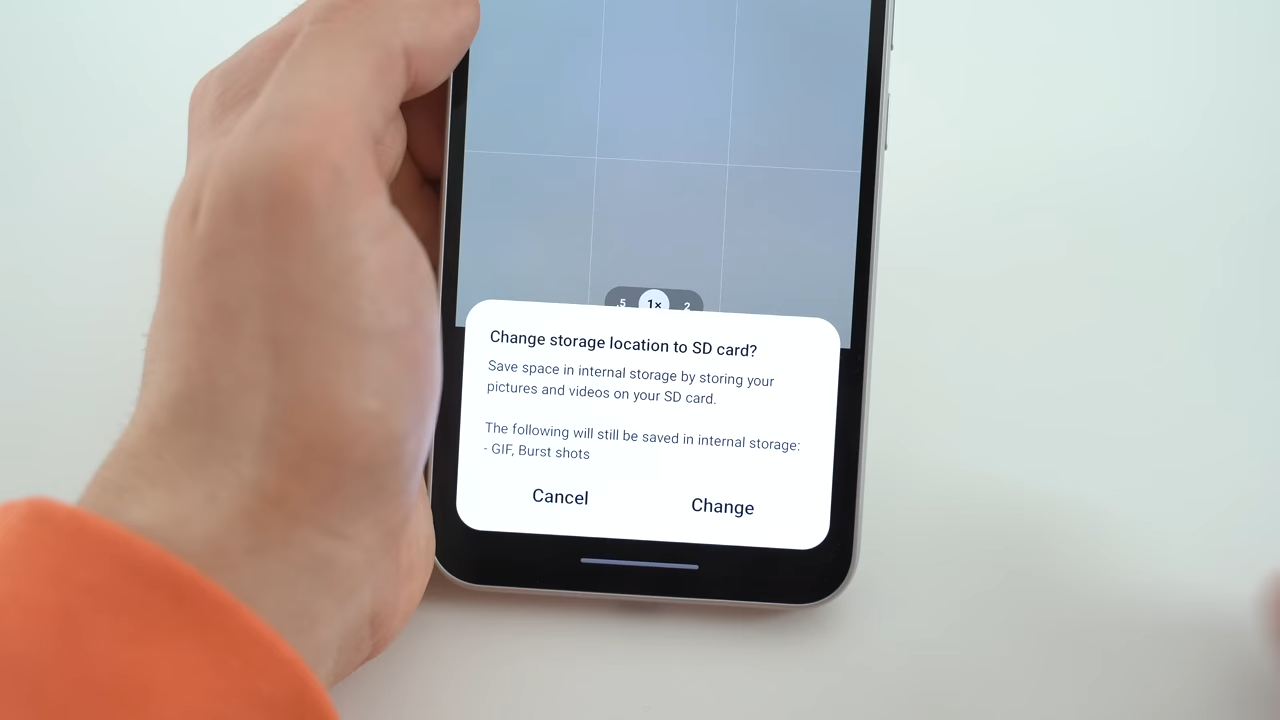 .5 1× 2
Change storage location to SD card?
Save space in internal storage by storing your
pictures and videos on your SD card.
The following will still be saved in internal storage:
- GIF, Burst shots
Cancel Change